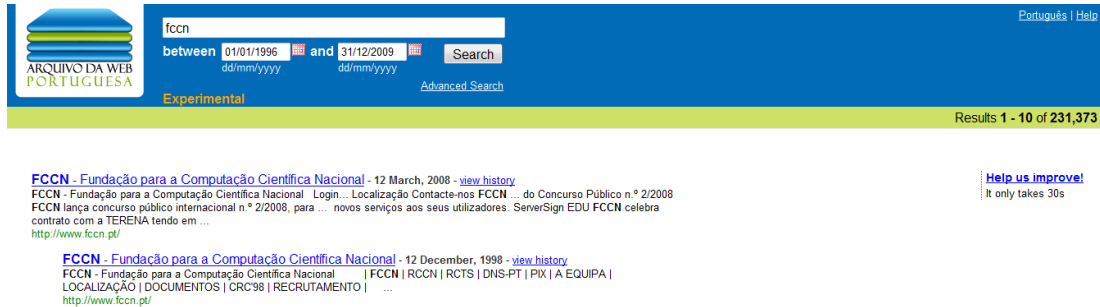 Português | Help
fccn
between 01/01/1996 and 31/12/2009 Search
dd/mm/yyyy dd/mm/yyyy
ARQUIVO DA WEB
PORTUGUESA
Advanced Search
Experimental
Results 1 - 10 of 231,373
FCCN - Fundação para a Computação Científica Nacional - 12 March, 2008 - view history
FCCN - Fundação para a Computação Científica Nacional Login... Localização Contacte-nos FCCN ... do Concurso Público n.º 2/2008
FCCN lança concurso público internacional n.º 2/2008, para ... novos serviços aos seus utilizadores. ServerSign EDU FCCN celebra
contrato com a TERENA tendo em ...
http://www.fccn.pt/
Help us improve!
It only takes 30s
FCCN - Fundação para a Computação Científica Nacional - 12 December, 1998 - view history
FCCN - Fundação para a Computação Científica Nacional | FCCN | RCCN | RCTS | DNS-PT | PIX | A EQUIPA |
LOCALIZAÇÃO | DOCUMENTOS | CRC'98 | RECRUTAMENTO | ...
http://www.fccn.pt/